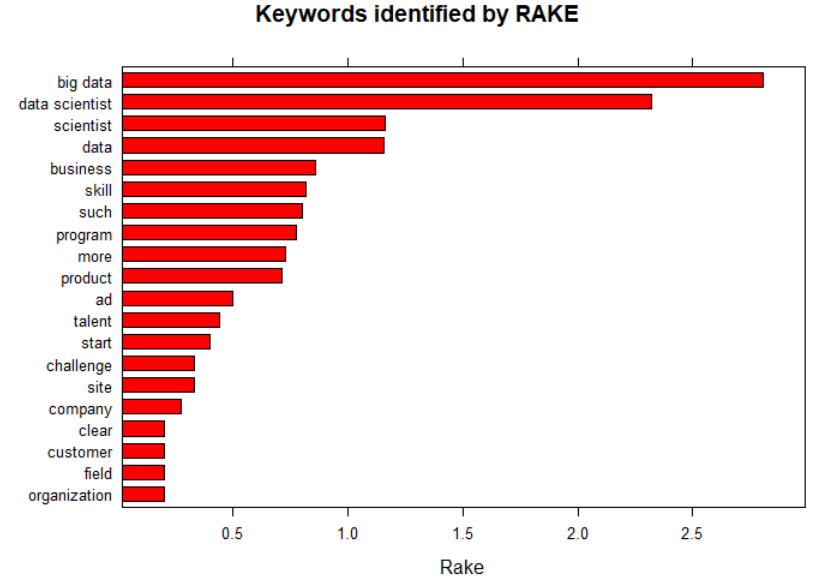 Keywords identified by RAKE
big data
data scientist
scientist
data
business
skill
such
program
more
product
ad
talent
start
challenge
site
company
clear
customer
field
organization
0.5 1.0 1.5 2.0 2.5
Rake